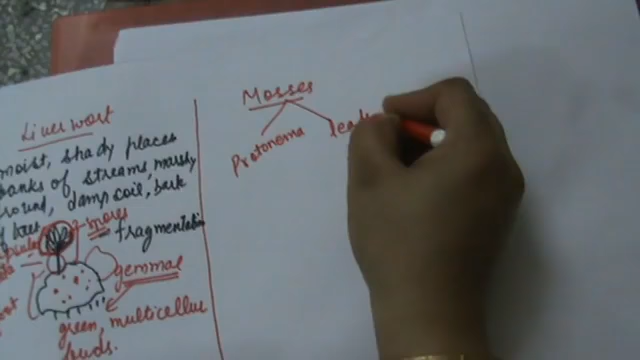 Liverwort
moist, shady places
banks of streams, marshy
ground, damp soil, bark
of trees
fragmentation
gemmae
green, multicellu
buds.
Mosses
Protonema
leaf